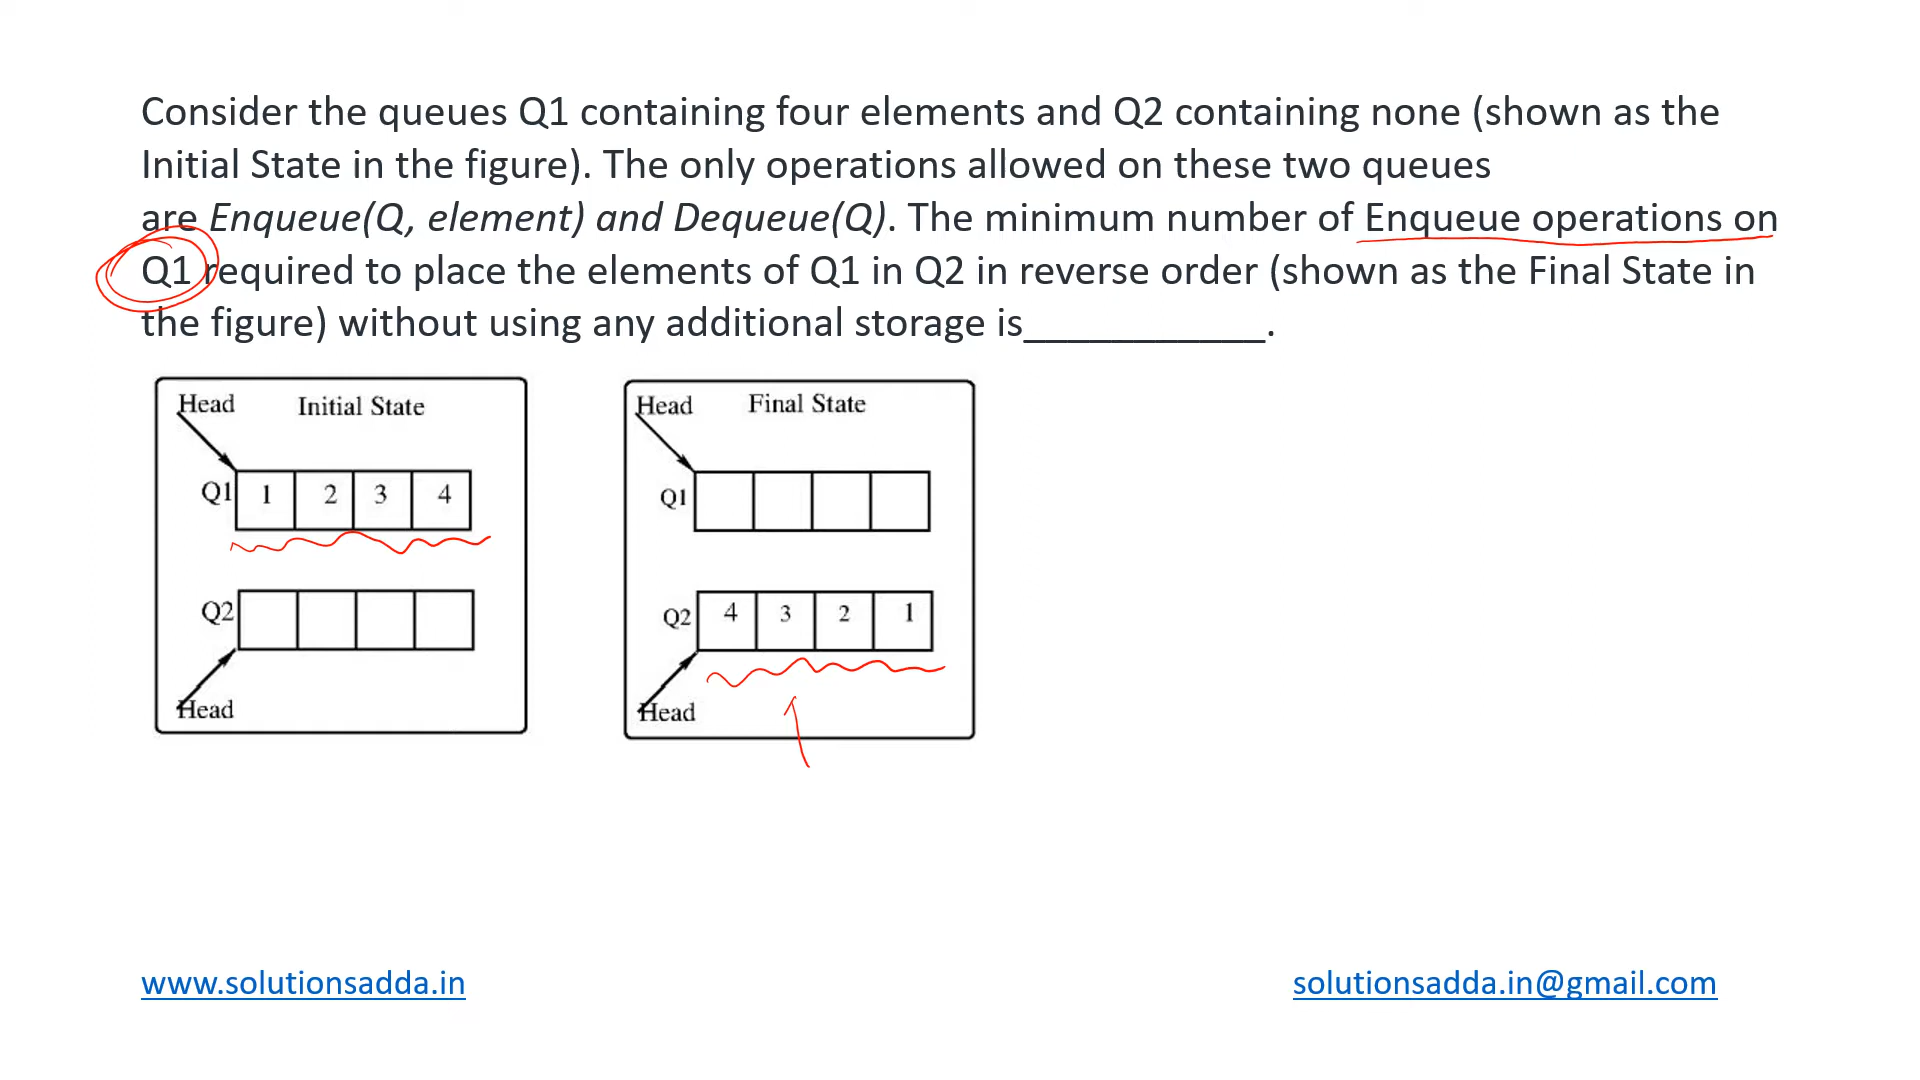 Consider the queues Q1 containing four elements and Q2 containing none (shown as the
Initial State in the figure). The only operations allowed on these two queues
are Enqueue(Q, element) and Dequeue(Q). The minimum number of Enqueue operations on
Q1 required to place the elements of Q1 in Q2 in reverse order (shown as the Final State in
the figure) without using any additional storage is___________.
Head Initial State
Q1 1 2 3 4
Q2
Head
Head Final State
Q1
Q2 4 3 2 1
Head
www.solutionsadda.in
solutionsadda.in@gmail.com